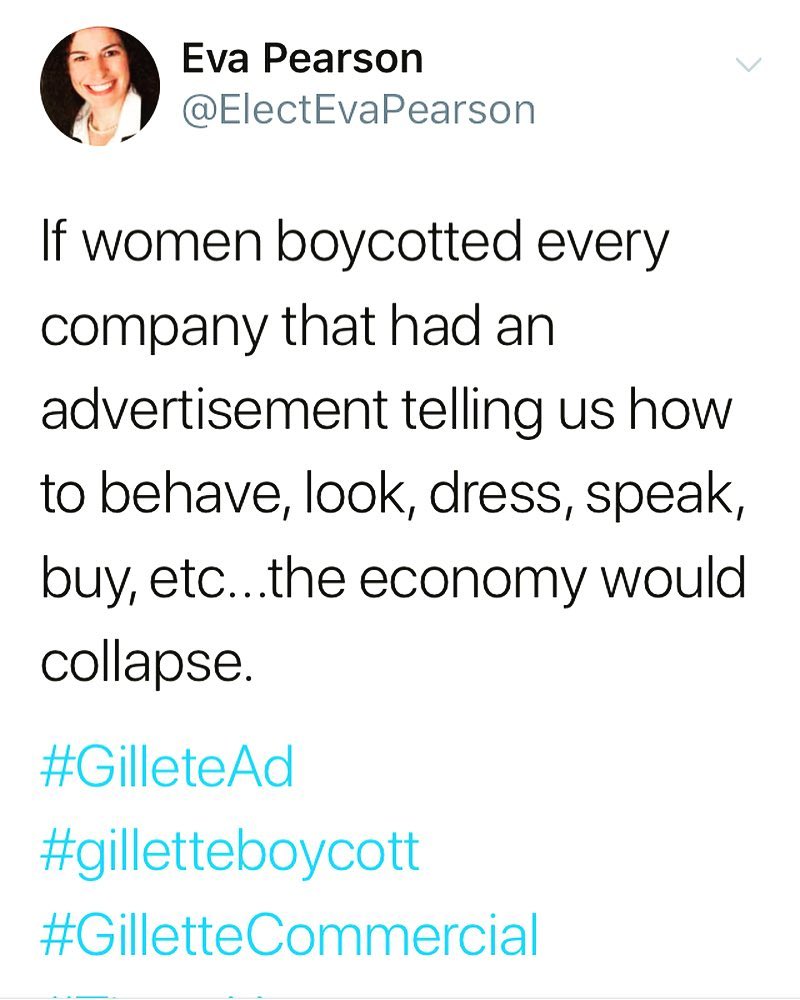 Eva Pearson
@ElectEvaPearson
If women boycotted every
company that had an
advertisement telling us how
to behave, look, dress, speak,
buy, etc...the economy would
collapse.
#GilleteAd
#gilletteboycott
#GilletteCommercial